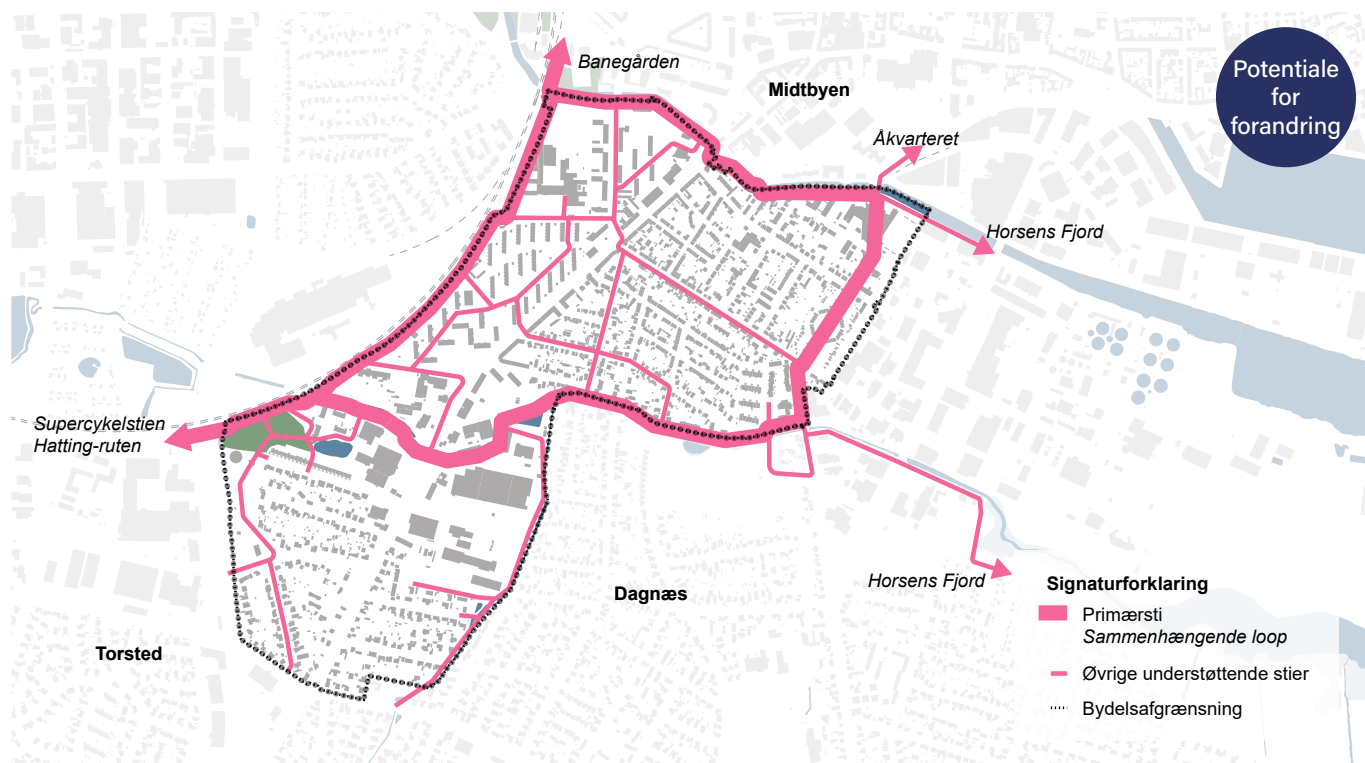 Banegården
Midtbyen
Potentiale
for
forandring
Åkvarteret
Horsens Fjord
Supercykelstien
Hatting-ruten
Horsens Fjord
Dagnæs
Torsted
Signaturforklaring
Primærsti
Sammenhængende loop
Øvrige understøttende stier
Bydelsafgrænsning